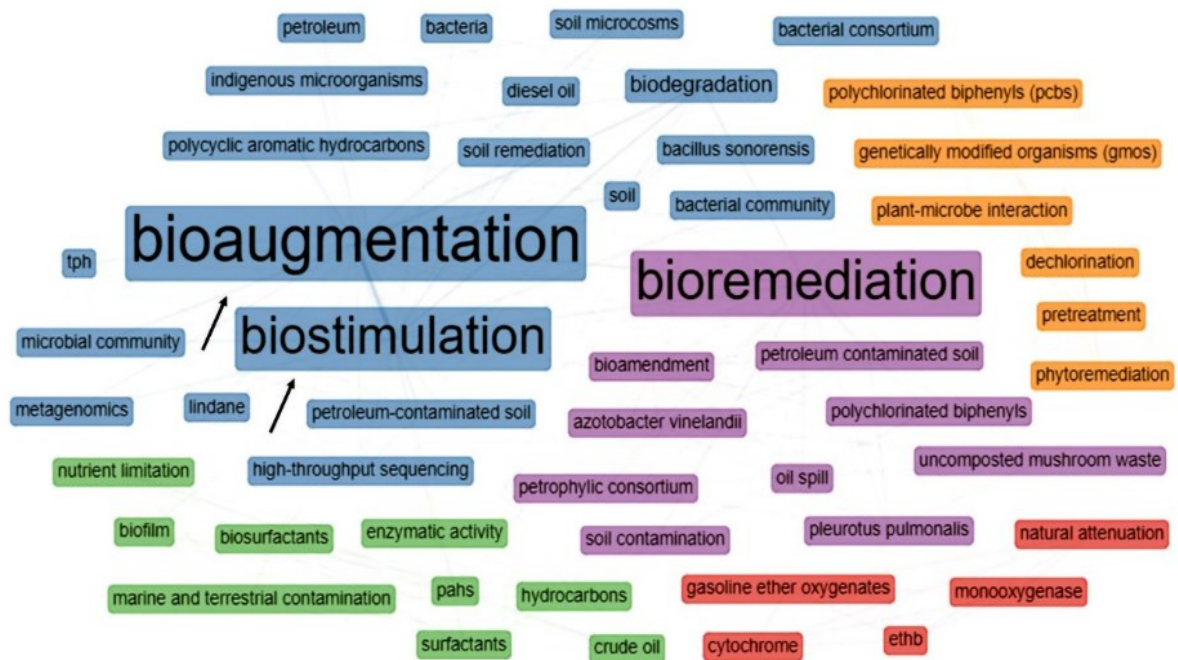 petroleum
bacteria
soil microcosms
bacterial consortium
indigenous microorganisms
diesel oil
biodegradation
polychlorinated biphenyls (pcbs)
polycyclic aromatic hydrocarbons
soil remediation
bacillus sonorensis
genetically modified organisms (gmos)
soil
bacterial community
plant-microbe interaction
bioaugmentation
tph
bioremediation
dechlorination
pretreatment
microbial community
biostimulation
bioamendment
petroleum contaminated soil
phytoremediation
metagenomics
lindane
petroleum-contaminated soil
azotobacter vinelandii
polychlorinated biphenyls
nutrient limitation
high-throughput sequencing
petrophylic consortium
oil spill
uncomposted mushroom waste
biofilm
biosurfactants
enzymatic activity
soil contamination
pleurotus pulmonalis
natural attenuation
marine and terrestrial contamination
pahs
hydrocarbons
gasoline ether oxygenates
monooxygenase
surfactants
crude oil
cytochrome
ethb